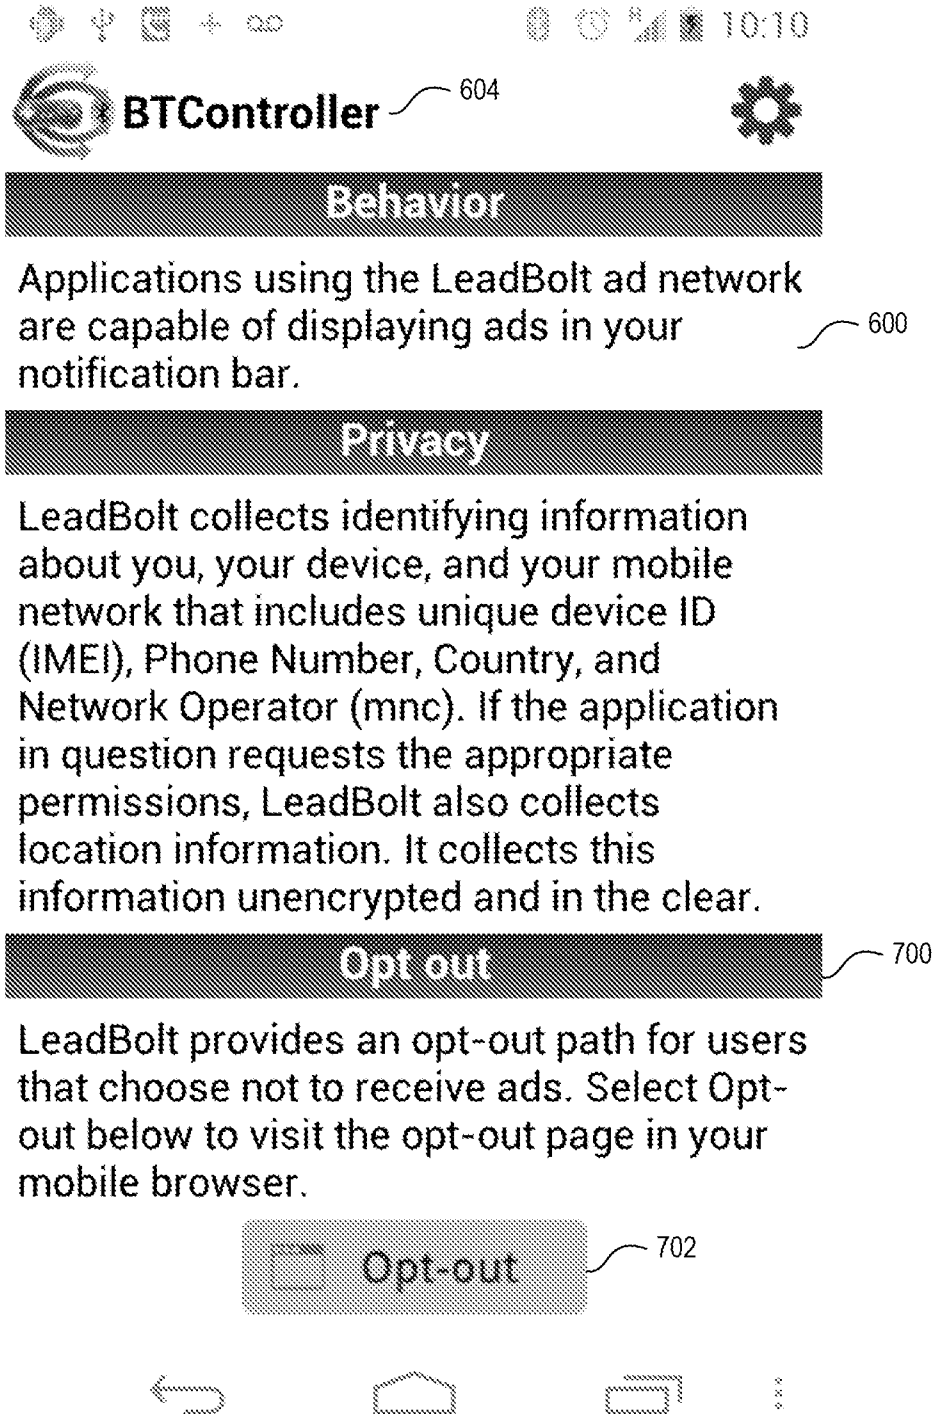 10:10
BTController 604
Behavior
Applications using the LeadBolt ad network
are capable of displaying ads in your
notification bar.
600
Privacy
LeadBolt collects identifying information
about you, your device, and your mobile
network that includes unique device ID
(IMEI), Phone Number, Country, and
Network Operator (mnc). If the application
in question requests the appropriate
permissions, LeadBolt also collects
location information. It collects this
information unencrypted and in the clear.
Opt out 700
LeadBolt provides an opt-out path for users
that choose not to receive ads. Select Opt-
out below to visit the opt-out page in your
mobile browser.
Opt-out 702